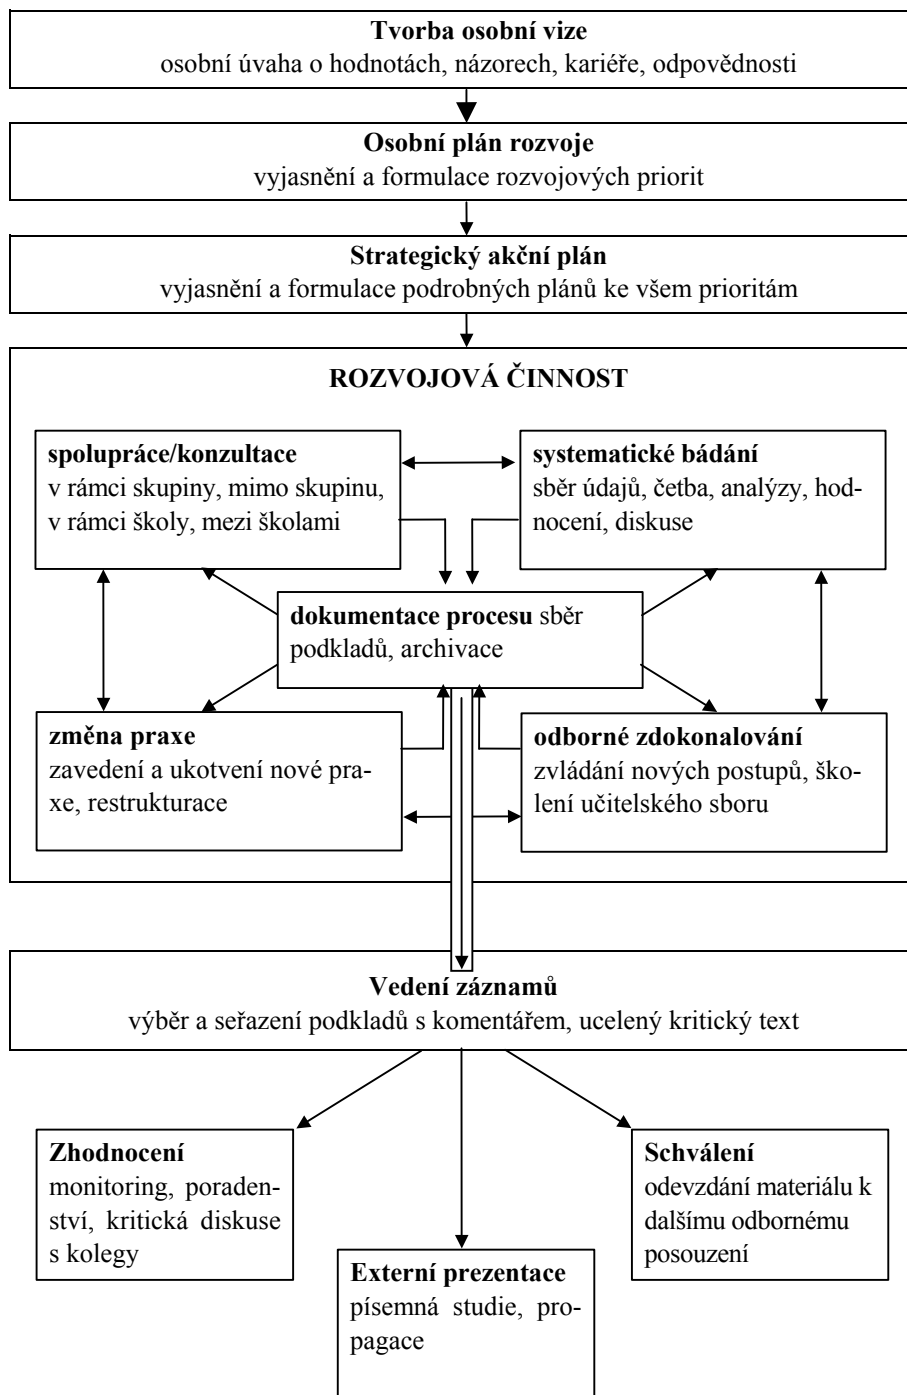 Tvorba osobní vize
osobní úvaha o hodnotách, názorech, kariéře, odpovědnosti
Osobní plán rozvoje
vyjasnění a formulace rozvojových priorit
Strategický akční plán
vyjasnění a formulace podrobných plánů ke všem prioritám
ROZVOJOVÁ ČINNOST
spolupráce/konzultace
v rámci skupiny, mimo skupinu,
v rámci školy, mezi školami
systematické bádání
sběr údajů, četba, analýzy, hod-
nocení, diskuse
dokumentace procesu sběr
podkladů, archivace
změna praxe
zavedení a ukotvení nové pra-
xe, restrukturace
odborné zdokonalování
zvládání nových postupů, ško-
lení učitelského sboru
Vedení záznamů
výběr a seřazení podkladů s komentářem, ucelený kritický text
Zhodnocení
monitoring, poraden-
ství, kritická diskuse
s kolegy
Externí prezentace
písemná studie, pro-
pagace
Schválení
odevzdání materiálu k
dalšímu odbornému
posouzení